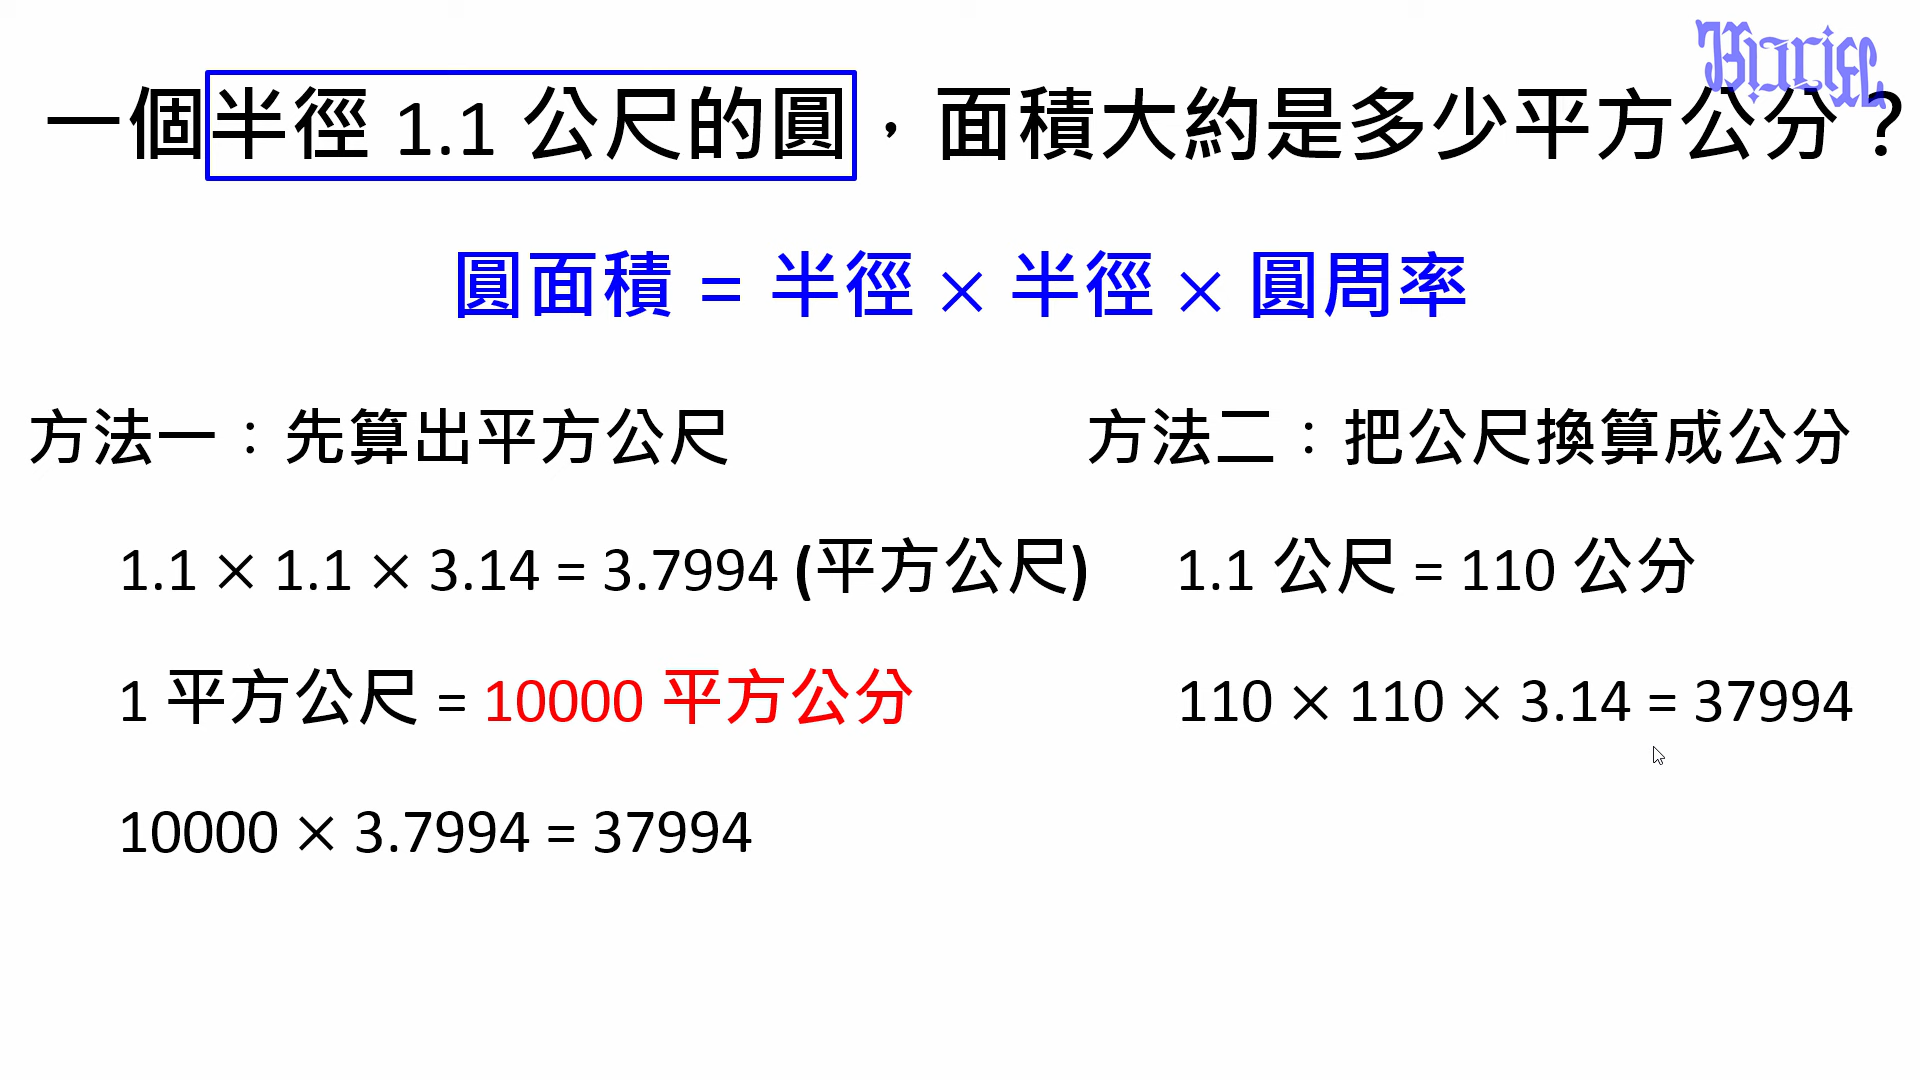 一個半徑 1.1 公尺的圓，面積大約是多少平方公分？
圓面積 = 半徑 × 半徑 × 圓周率
方法一：先算出平方公尺
1.1 × 1.1 × 3.14 = 3.7994 (平方公尺)
1 平方公尺 = 10000 平方公分
10000 × 3.7994 = 37994
方法二：把公尺換算成公分
1.1 公尺 = 110 公分
110 × 110 × 3.14 = 37994